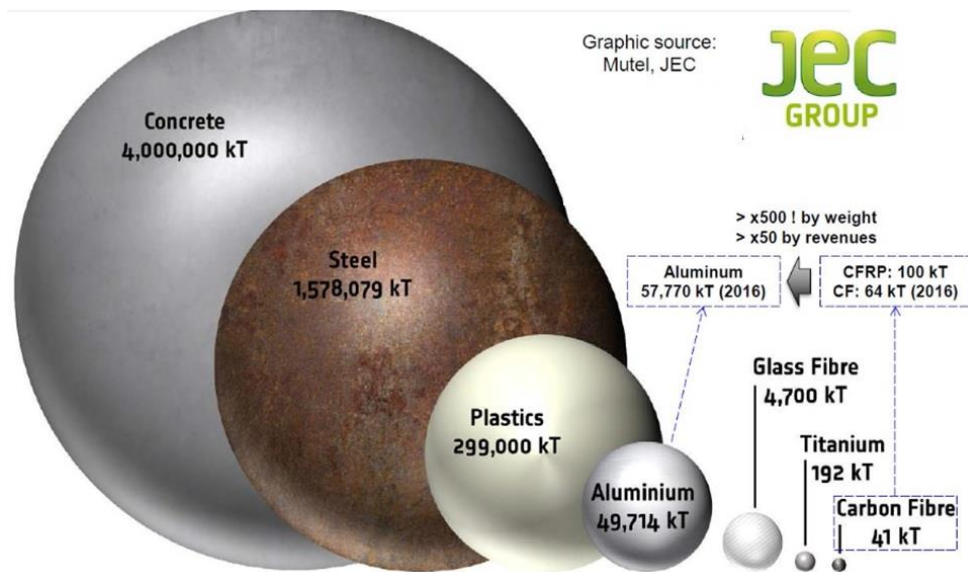 Graphic source:
Mutel, JEC
JEC
GROUP
Concrete
4,000,000 kT
Steel
1,578,079 kT
> x500 ! by weight
> x50 by revenues
Aluminum
57,770 kT (2016)
CFRP: 100 kT
CF: 64 kT (2016)
Plastics
299,000 kT
Aluminium
49,714 kT
Glass Fibre
4,700 kT
Titanium
192 kT
Carbon Fibre
41 kT